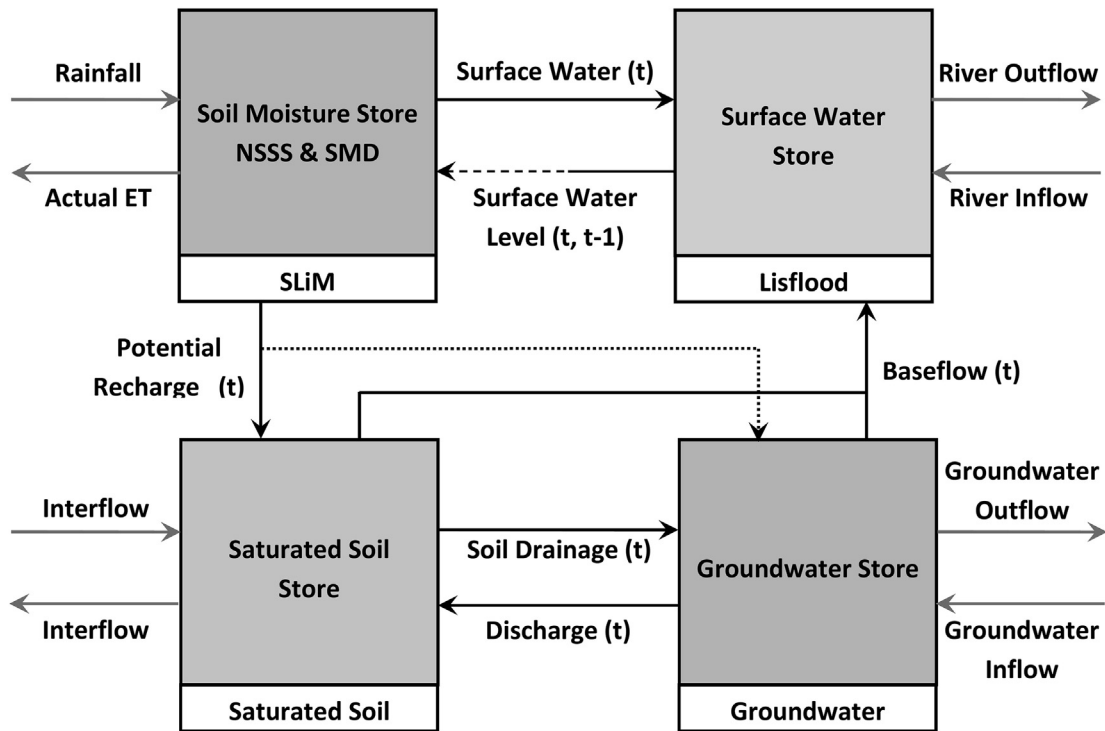 Rainfall
Actual ET
Soil Moisture Store
NSSS & SMD
SLiM
Surface Water (t)
Surface Water
Level (t, t-1)
Surface Water
Store
Lisflood
River Outflow
River Inflow
Potential
Recharge (t)
Baseflow (t)
Interflow
Interflow
Saturated Soil
Store
Saturated Soil
Soil Drainage (t)
Discharge (t)
Groundwater Store
Groundwater
Groundwater
Outflow
Groundwater
Inflow